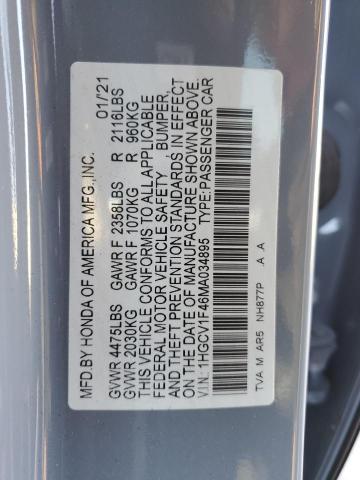 MFD.BY HONDA OF AMERICA MFG.,INC. 01/'21
GVWR 4475LBS GAWR F 2358LBS R 2116LBS
GVWR 2030KG GAWR F 1070KG R 960KG
THIS VEHICLE CONFORMS TO ALL APPLICABLE
FEDERAL MOTOR VEHICLE SAFETY , BUMPER,
AND THEFT PREVENTION STANDARDS IN EFFECT
ON THE DATE OF MANUFACTURE SHOWN ABOVE.
V.I.N.: 1HGCV1F46MA034895 TYPE:PASSENGER CAR
TVA M AR5 NH877P A A